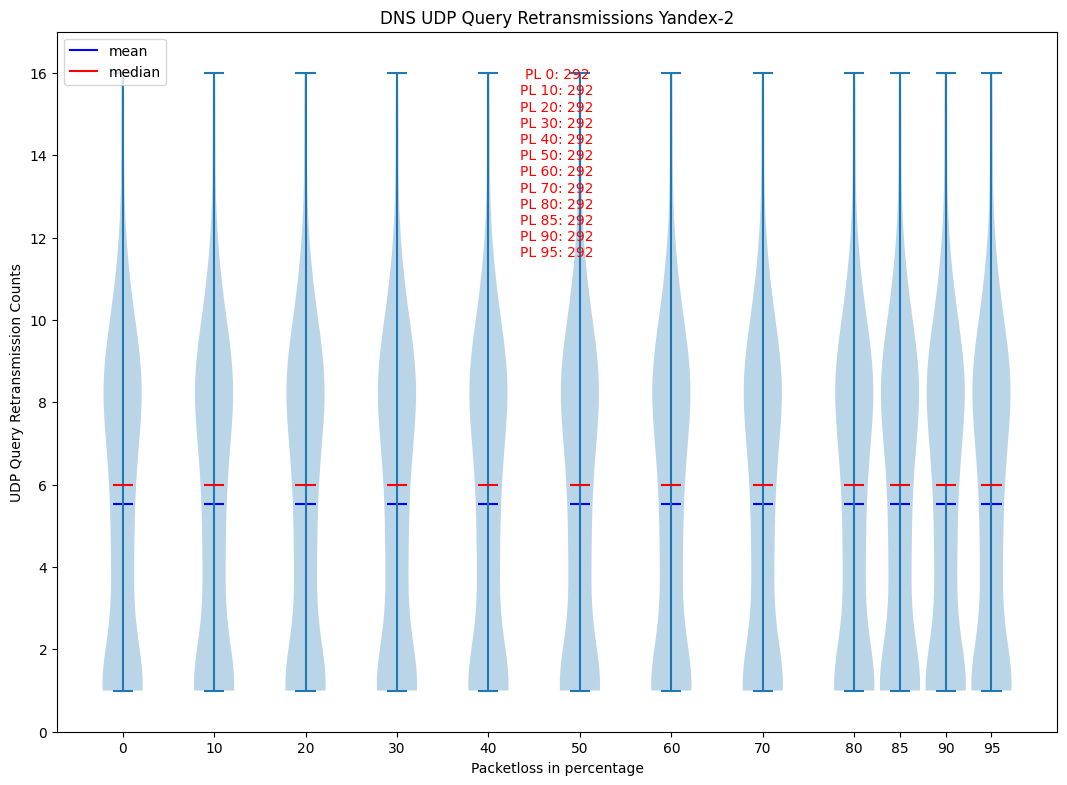 DNS UDP Query Retransmissions Yandex-2
mean
median
PL 0: 292
PL 10: 292
PL 20: 292
PL 30: 292
PL 40: 292
PL 50: 292
PL 60: 292
PL 70: 292
PL 80: 292
PL 85: 292
PL 90: 292
PL 95: 292
16
14
12
10
8
6
4
2
0
UDP Query Retransmission Counts
0 10 20 30 40 50 60 70 80 85 90 95
Packetloss in percentage